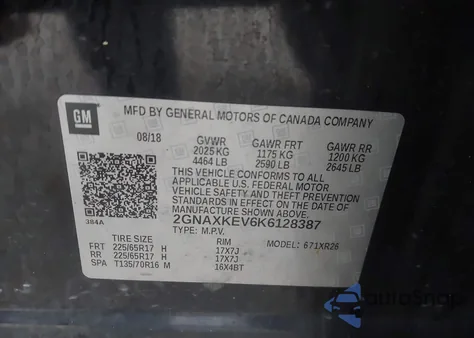 GM
MFD BY GENERAL MOTORS OF CANADA COMPANY
08/18 GVWR GAWR FRT GAWR RR
2025 KG 1175 KG 1200 KG
4464 LB 2590 LB 2645 LB
THIS VEHICLE CONFORMS TO ALL
APPLICABLE U.S. FEDERAL MOTOR
VEHICLE SAFETY AND THEFT PREVENTION
STANDARDS IN EFFECT ON THE DATE OF
MANUFACTURE SHOWN ABOVE.
384A
2GNAXKEV6K6128387
TYPE: M.P.V. MODEL: 671XR26
TIRE SIZE RIM
FRT 225/65R17 H 17X7J
RR 225/65R17 H 17X7J
SPA T135/70R16 M 16X4BT
autoSnap